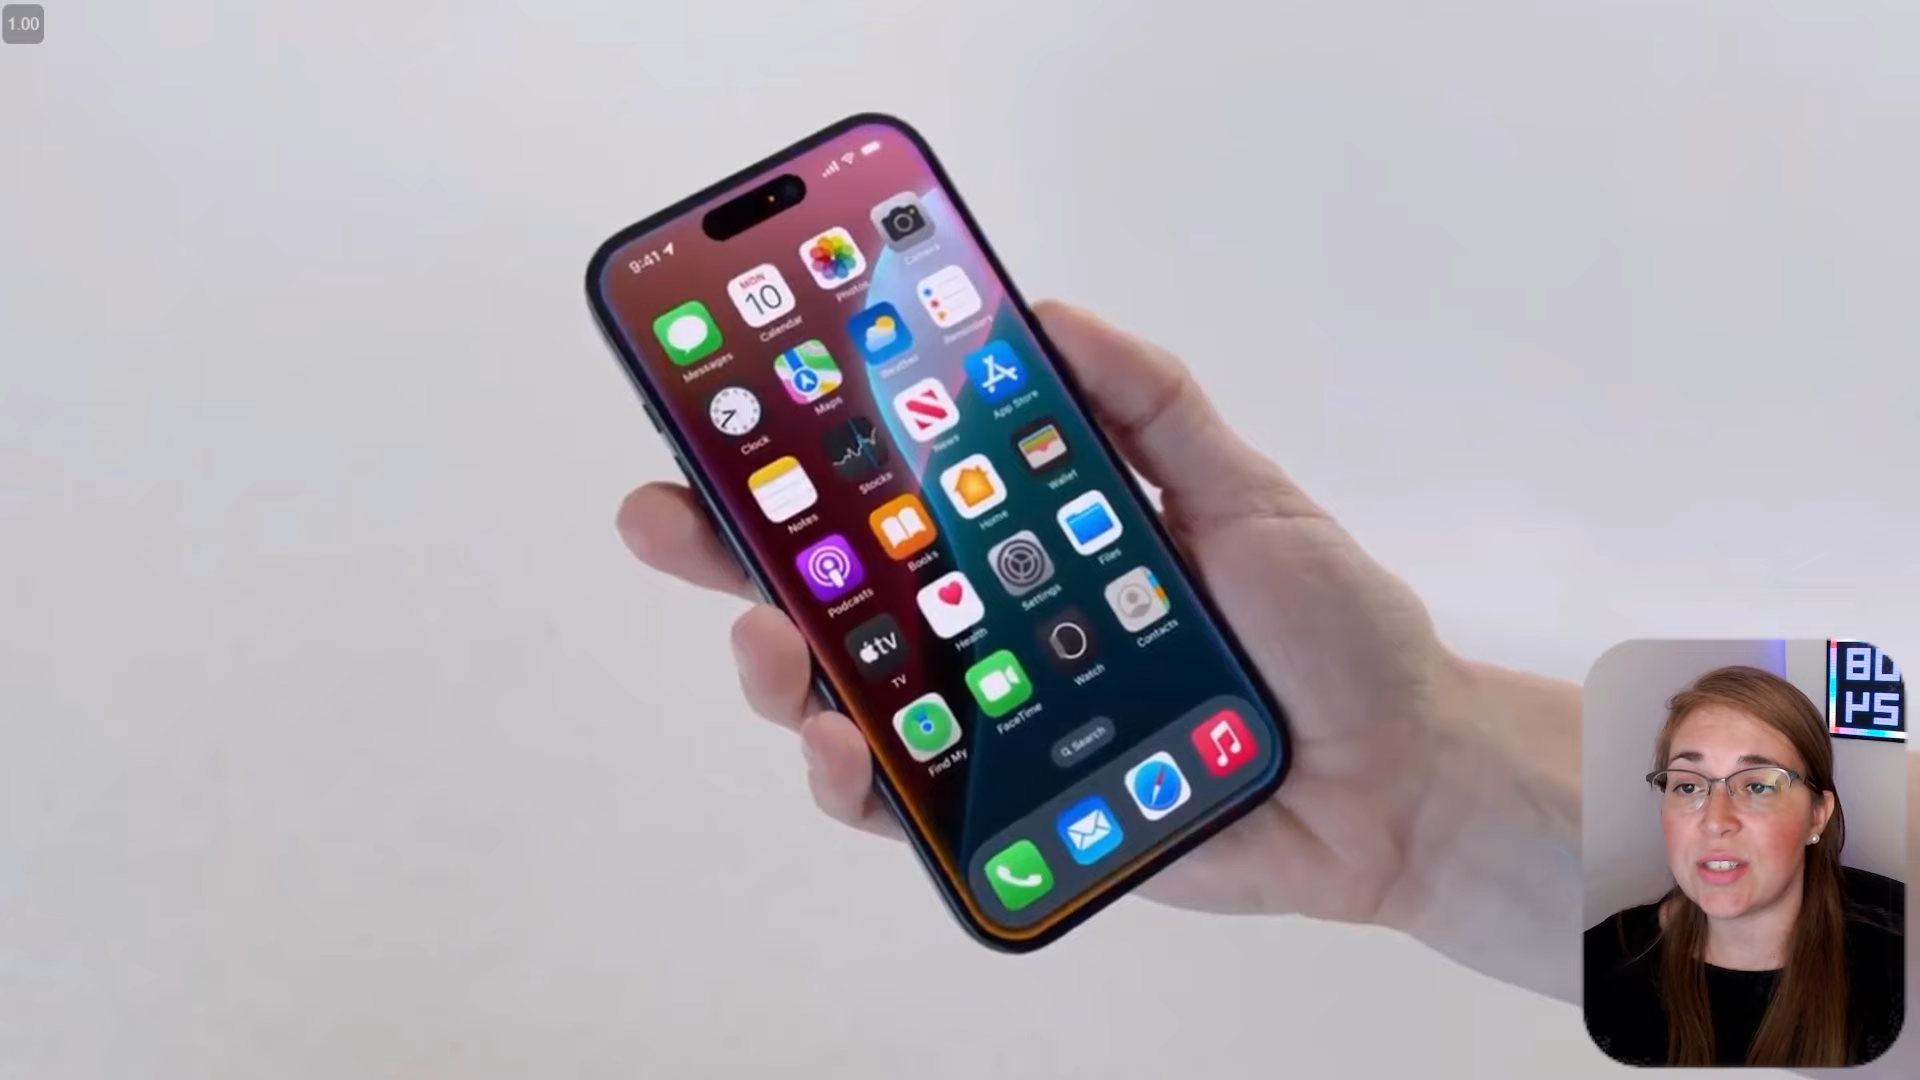 1.00
9:41
Messages
MON
10
Calendar
Photos
Camera
Clock
Maps
Weather
Reminders
Notes
Stocks
News
App Store
Podcasts
Books
Home
Wallet
tv
TV
Health
Settings
Files
Find My
FaceTime
Watch
Contacts
Search